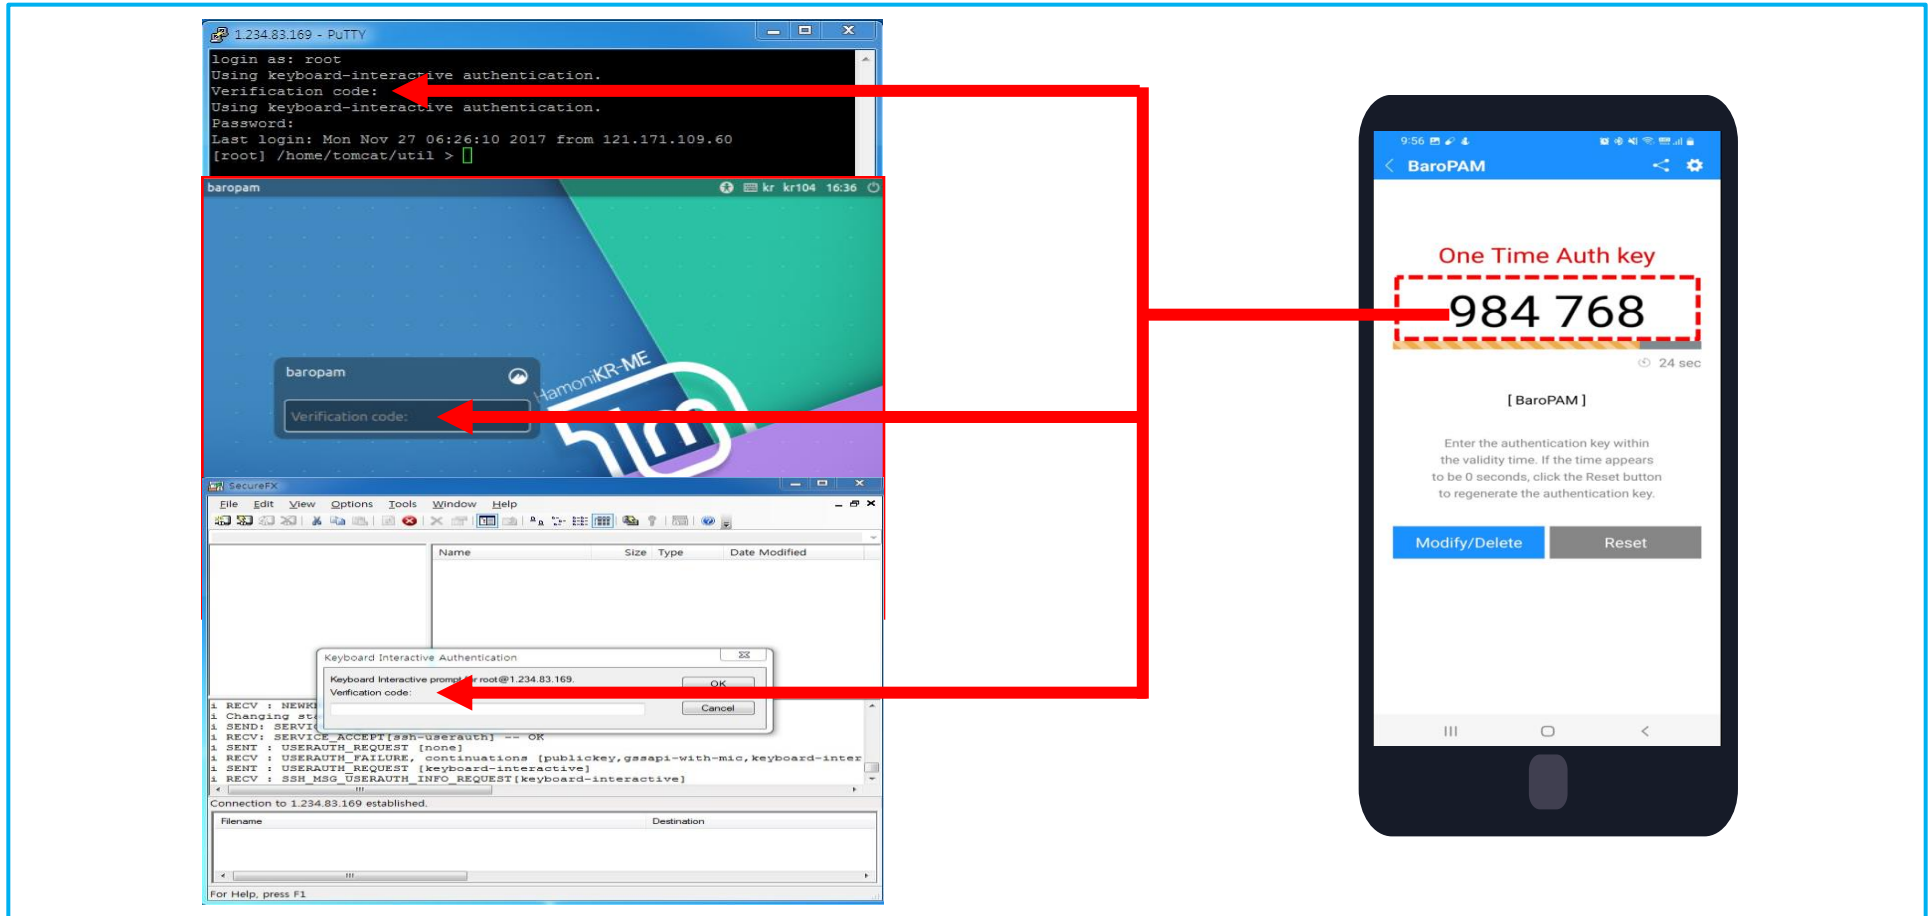 1.234.83.169 - PuTTY
login as: root
Using keyboard-interactive authentication.
Verification code:
Using keyboard-interactive authentication.
Password:
Last login: Mon Nov 27 06:26:10 2017 from 121.171.109.60
[root] /home/tomcat/util >
baropam
kr kr104 16:36
baropam
Verification code:
HamoniKR-ME
SecureFX
File Edit View Options Tools Window Help
Name Size Type Date Modified
Keyboard Interactive Authentication
Keyboard Interactive prompt for root@1.234.83.169.
OK
Verification code:
Cancel
i RECV : NEWK
i Changing st
i SEND: SERVIC
i RECV: SERVICE_ACCEPT[ssh-userauth] -- OK
i SENT : USERAUTH_REQUEST [none]
i RECV : USERAUTH_FAILURE, continuations [publickey,gssapi-with-mic,keyboard-inter
i SENT : USERAUTH_REQUEST [keyboard-interactive]
i RECV : SSH_MSG_USERAUTH_INFO_REQUEST[keyboard-interactive]
Connection to 1.234.83.169 established.
Filename Destination
For Help, press F1
9:56
BaroPAM
One Time Auth key
984 768
24 sec
[ BaroPAM ]
Enter the authentication key within
the validity time. If the time appears
to be 0 seconds, click the Reset button
to regenerate the authentication key.
Modify/Delete Reset